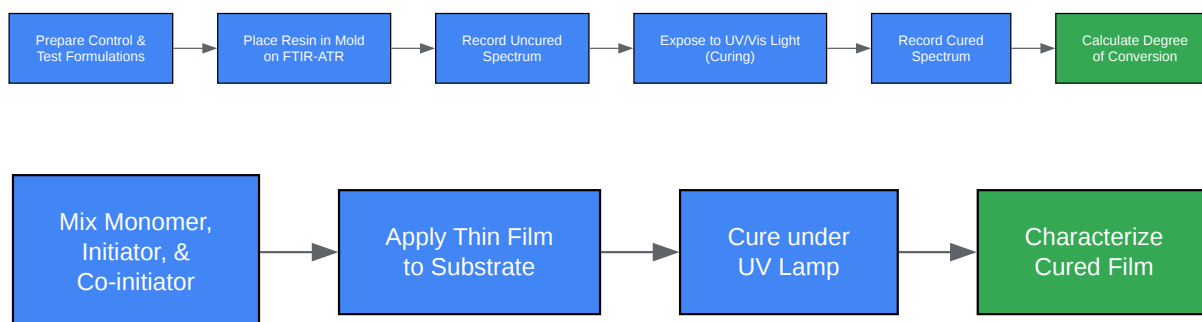 Prepare Control &
Test Formulations
Place Resin in Mold
on FTIR-ATR
Record Uncured
Spectrum
Expose to UV/Vis Light
(Curing)
Record Cured
Spectrum
Calculate Degree
of Conversion
Mix Monomer,
Initiator, &
Co-initiator
Apply Thin Film
to Substrate
Cure under
UV Lamp
Characterize
Cured Film